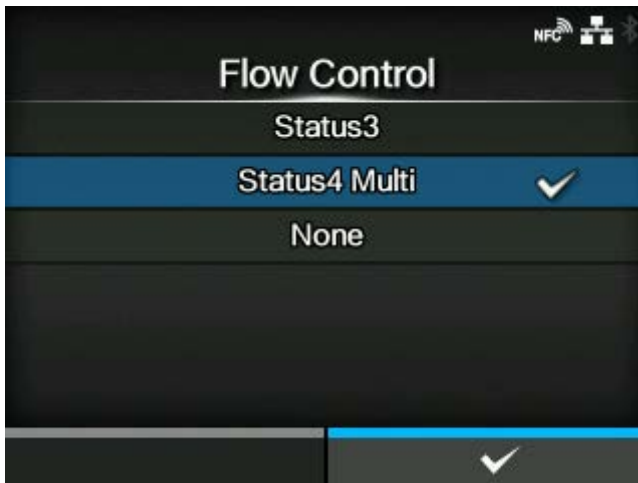 NFC
Flow Control
Status3
Status4 Multi
None